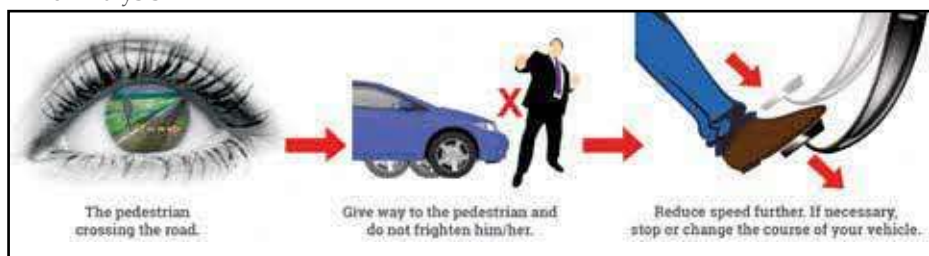 The pedestrian
crossing the road.
X
Give way to the pedestrian and
do not frighten him/her.
Reduce speed further. If necessary,
stop or change the course of your vehicle.